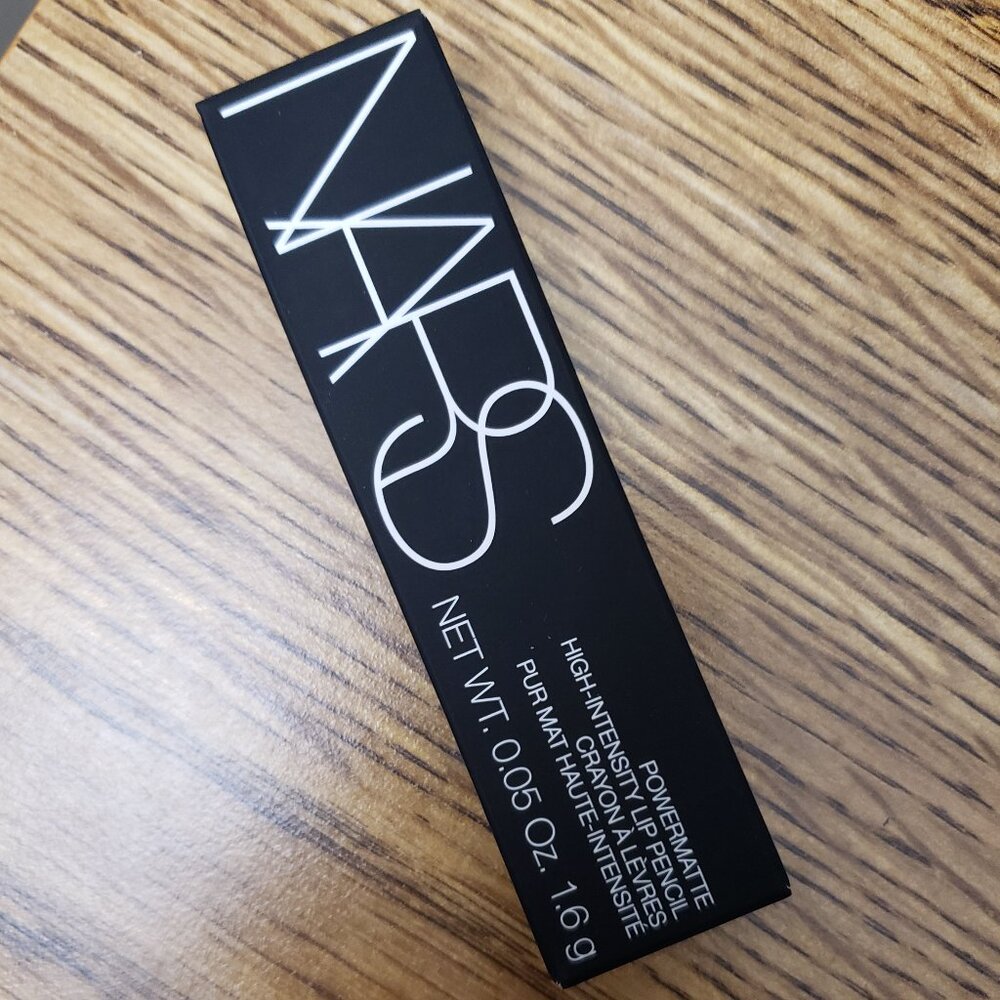 NARS
POWERMATTE
HIGH-INTENSITY LIP PENCIL
CRAYON À LÈVRES
PUR MAT HAUTE-INTENSITÉ
NET WT. 0.05 Oz. 1.6 g